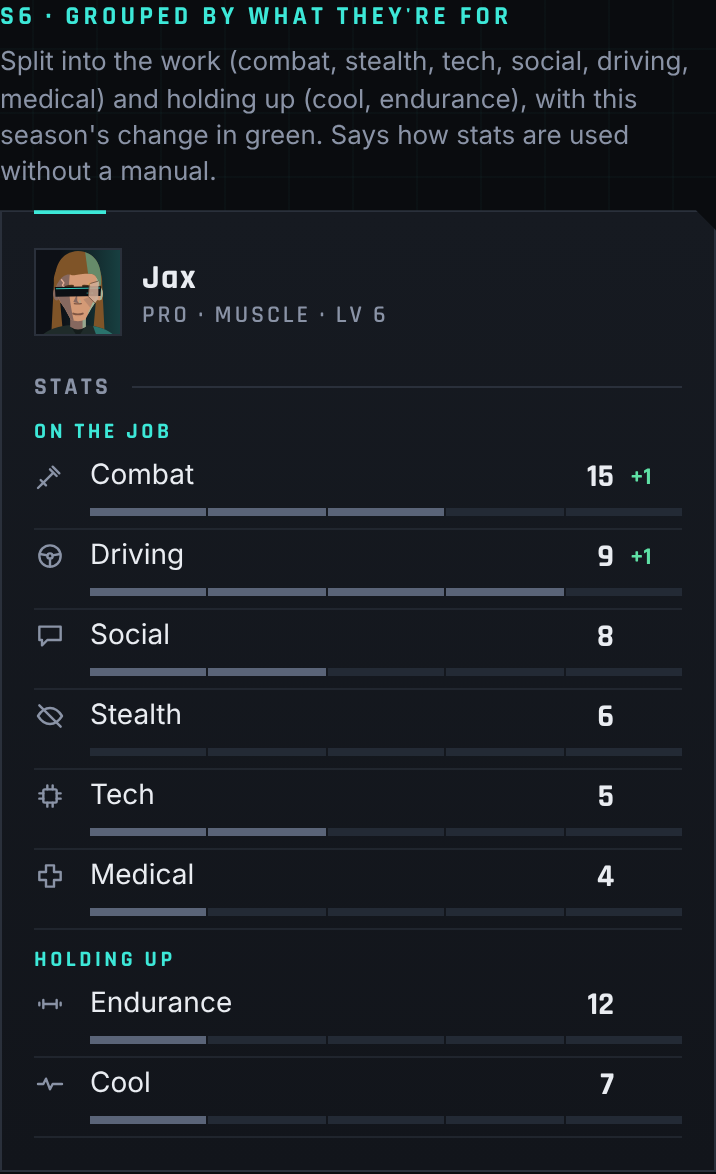 S6 · GROUPED BY WHAT THEY'RE FOR
Split into the work (combat, stealth, tech, social, driving,
medical) and holding up (cool, endurance), with this
season's change in green. Says how stats are used
without a manual.
Jax
PRO · MUSCLE · LV 6
STATS
ON THE JOB
Combat 15 +1
Driving 9 +1
Social 8
Stealth 6
Tech 5
Medical 4
HOLDING UP
Endurance 12
Cool 7